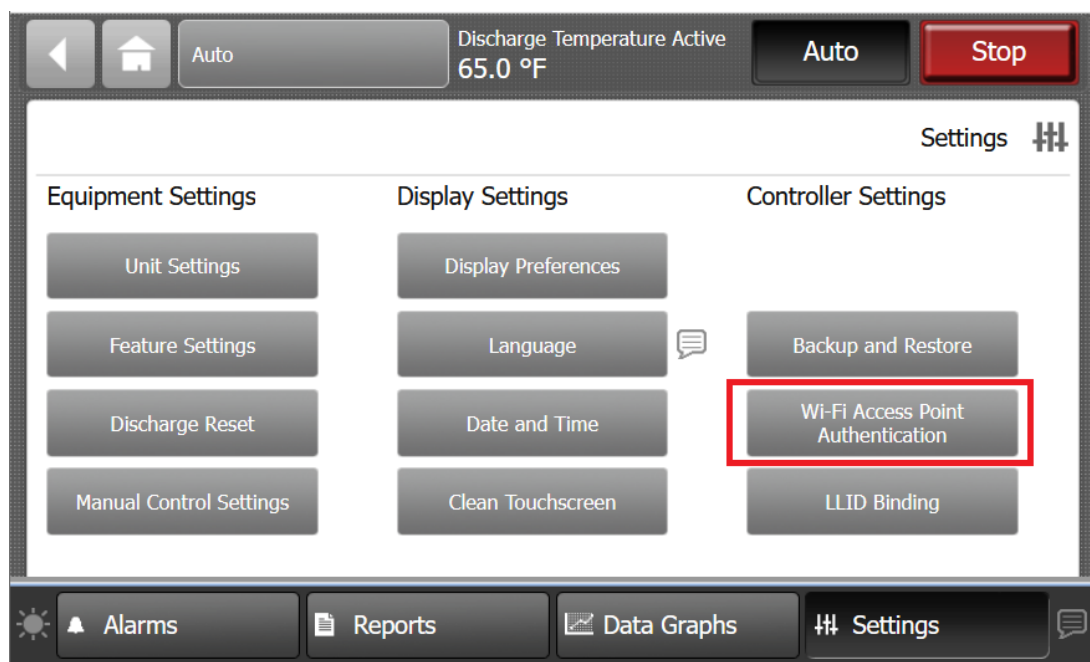 Auto
Discharge Temperature Active
65.0 °F
Auto
Stop
Settings
Equipment Settings
Display Settings
Controller Settings
Unit Settings
Display Preferences
Feature Settings
Language
Backup and Restore
Discharge Reset
Date and Time
Wi-Fi Access Point
Authentication
Manual Control Settings
Clean Touchscreen
LLID Binding
Alarms
Reports
Data Graphs
Settings